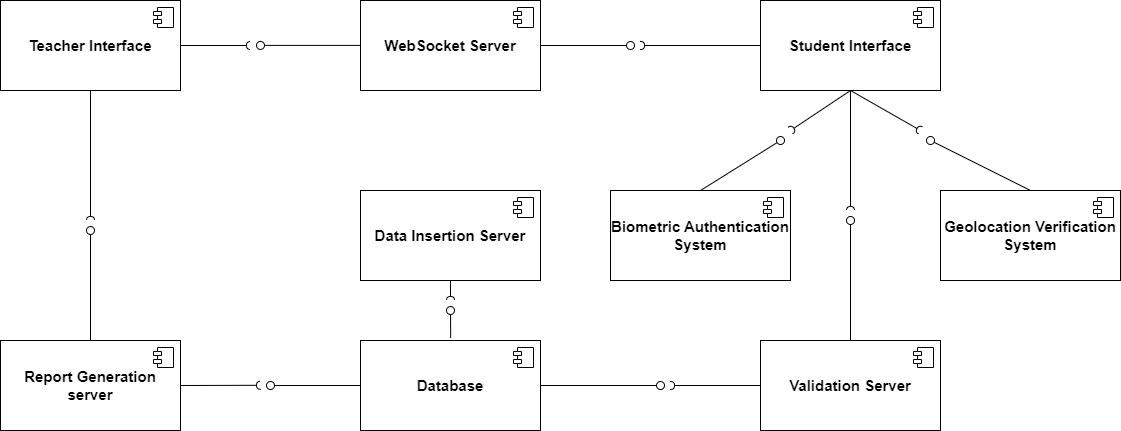 Teacher Interface
WebSocket Server
Student Interface
Data Insertion Server
Biometric Authentication
System
Geolocation Verification
System
Report Generation
server
Database
Validation Server